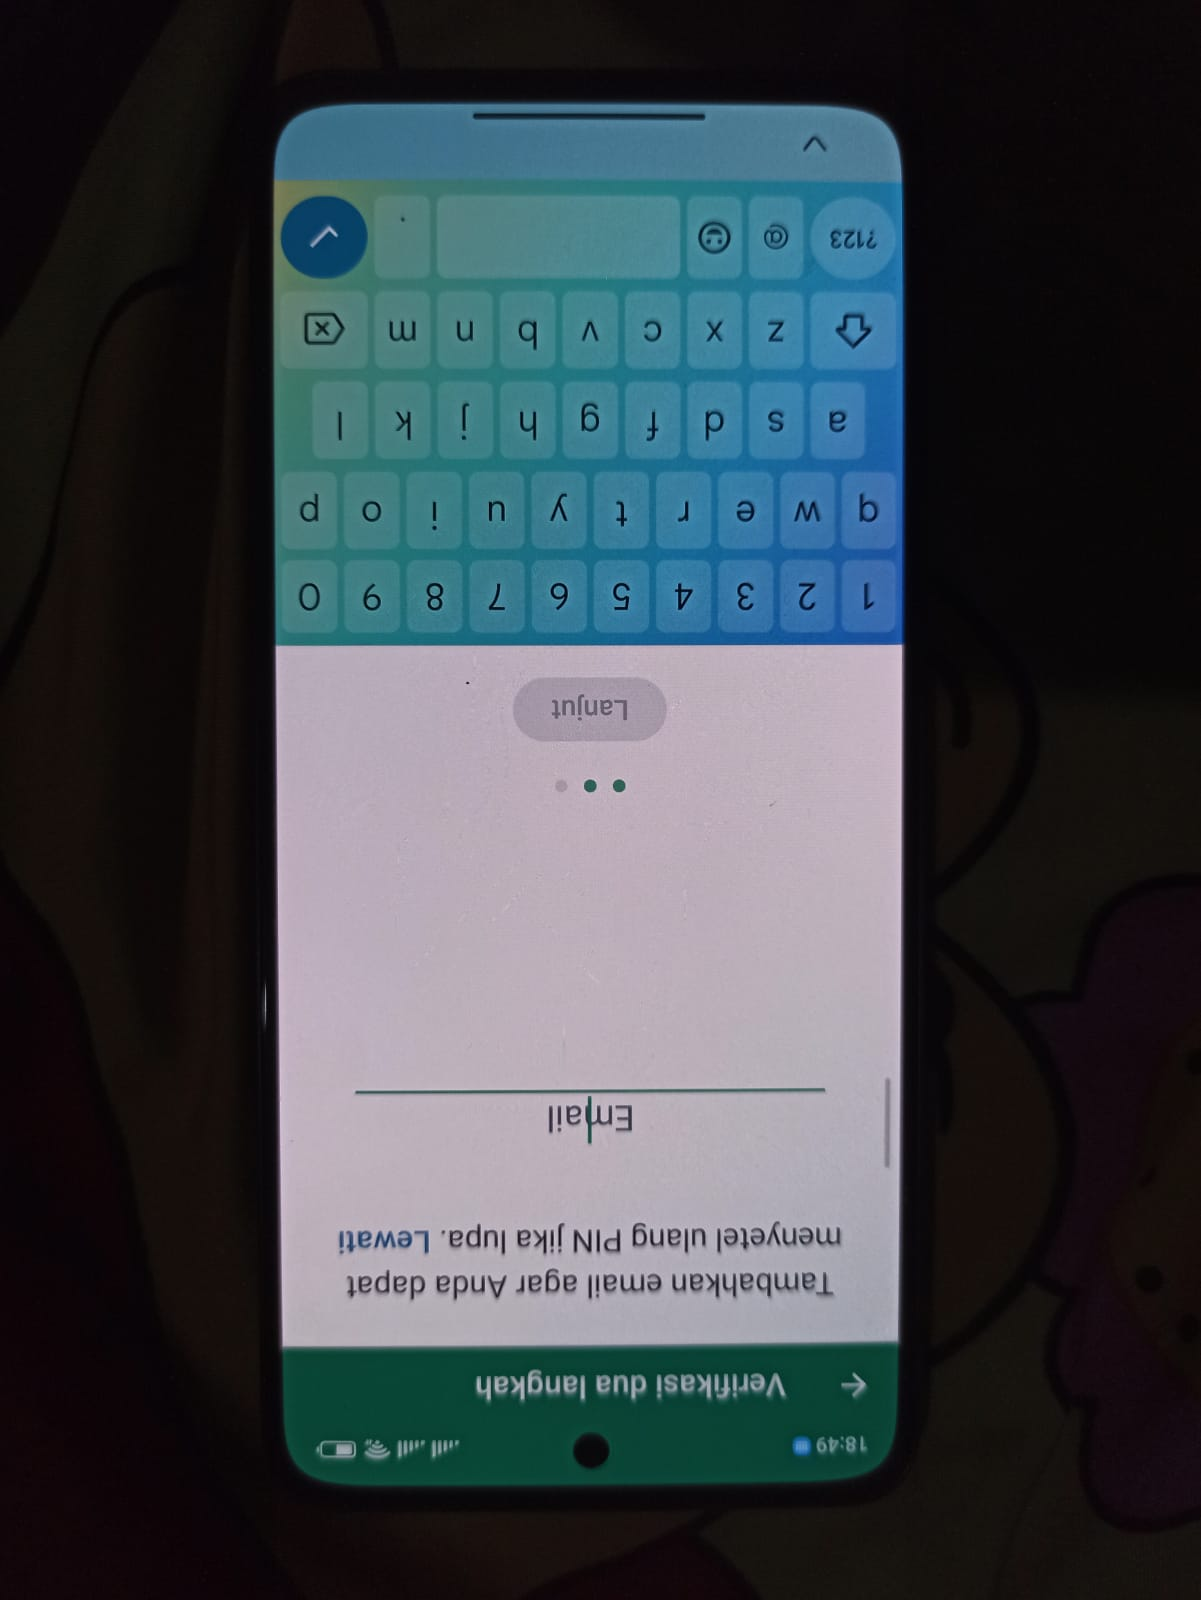 18:49
Verifikasi dua langkah
Tambahkan email agar Anda dapat
menyetel ulang PIN jika lupa. Lewati
Email
Lanjut
1 2 3 4 5 6 7 8 9 0
q w e r t y u i o p
a s d f g h j k l
z x c v b n m
?123 @ .